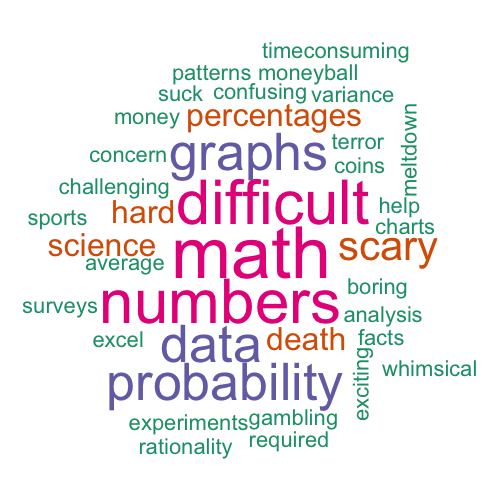 timeconsuming
patterns moneyball
suck confusing variance
money percentages
meltdown
concern graphs terror
coins
challenging
hard difficult help
sports
charts
science math scary
average
boring
surveys numbers
analysis
excel data death facts
exciting
whimsical
probability
experiments gambling
rationality required